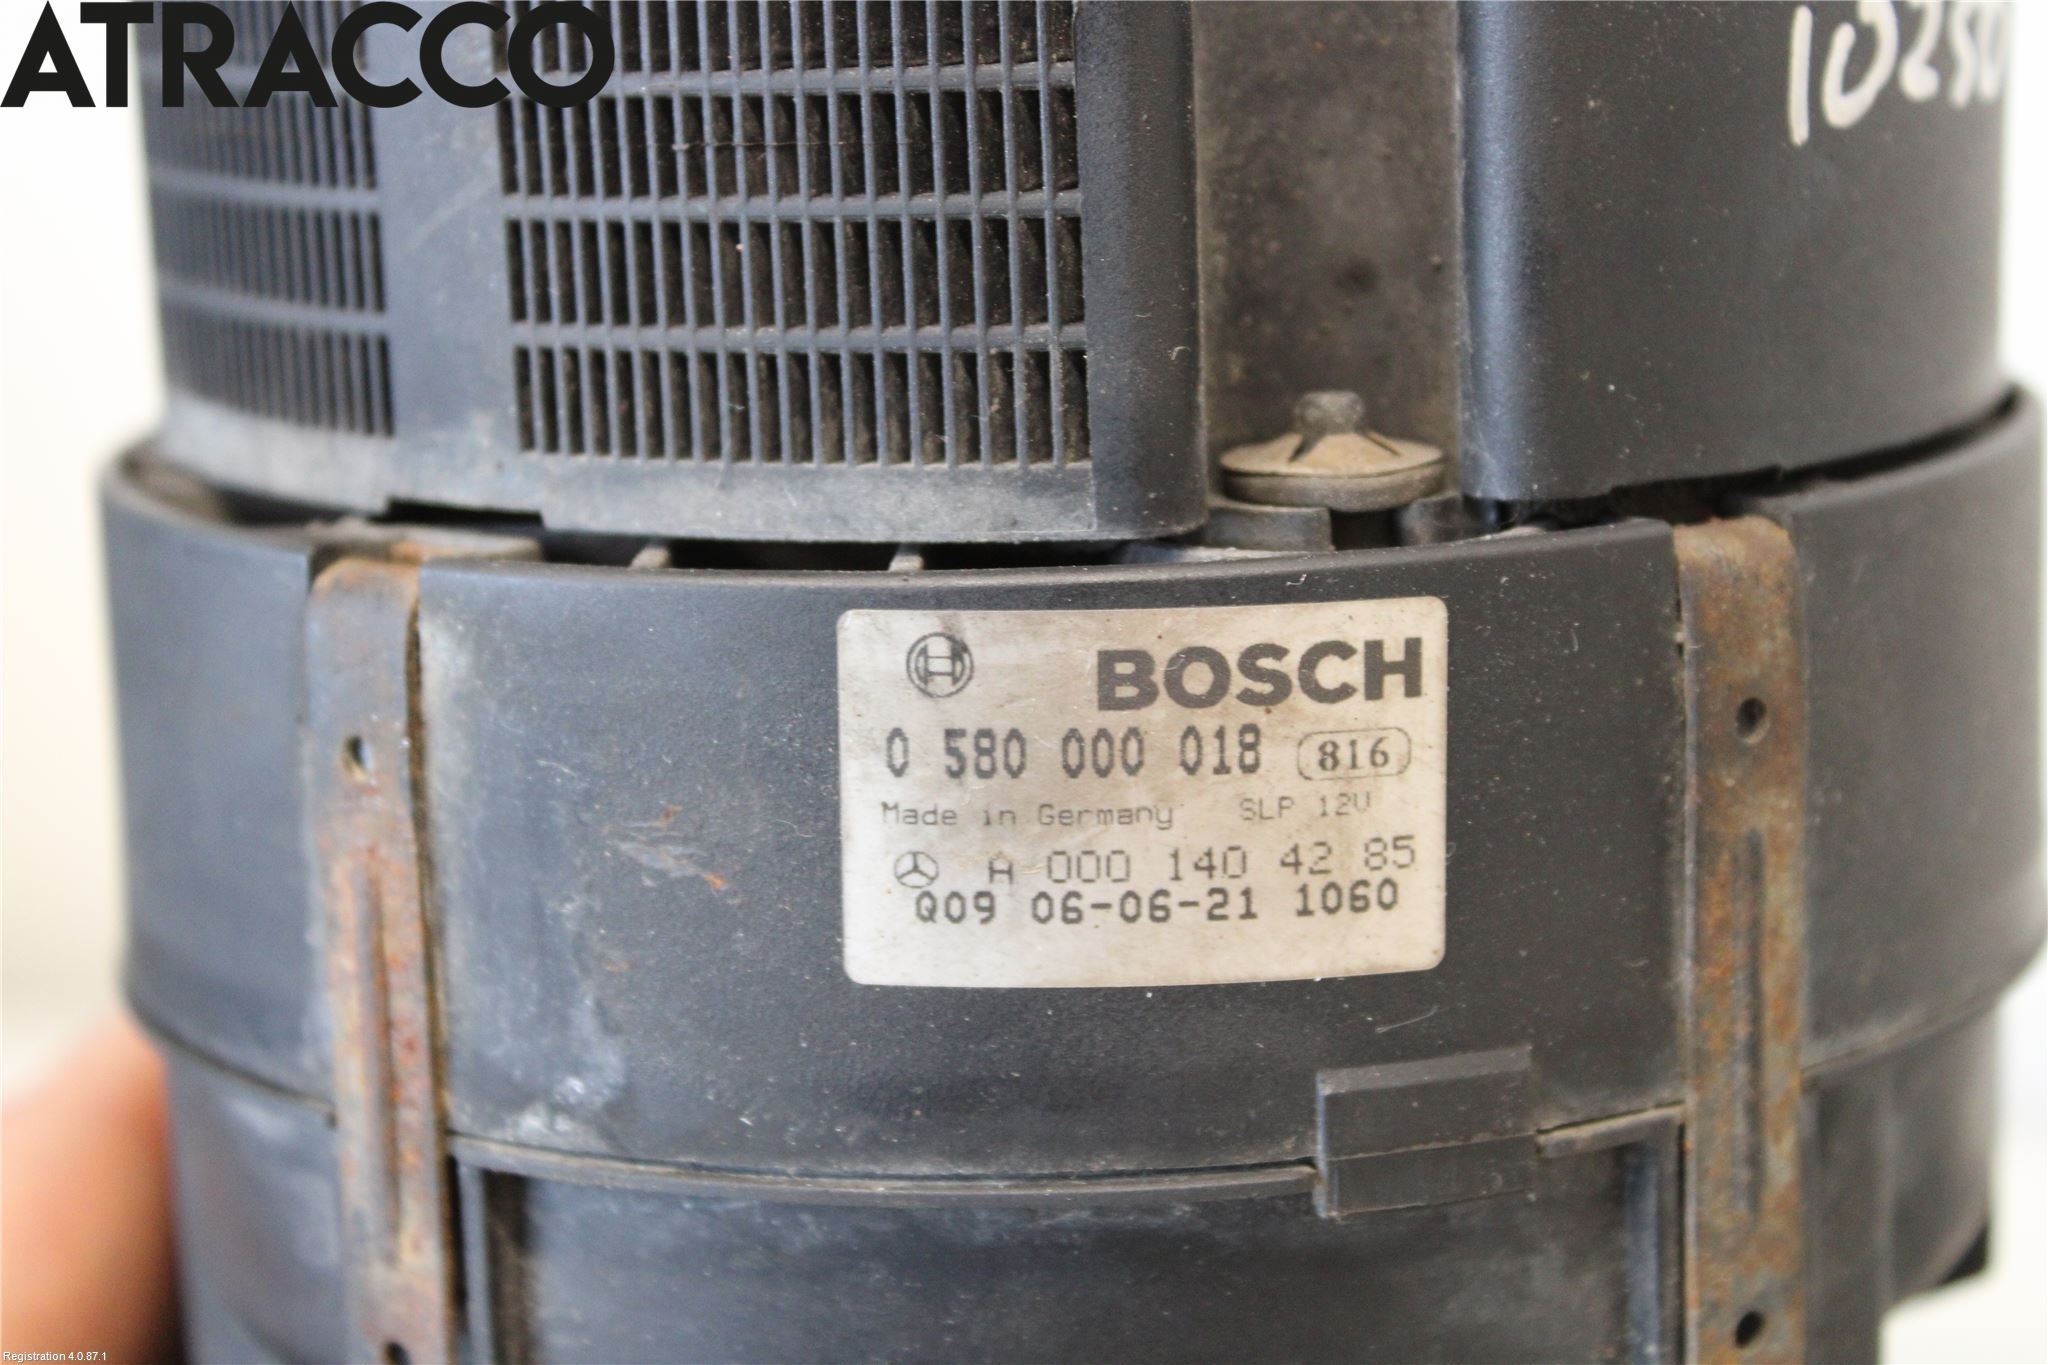 ATRACCO
BOSCH
0 580 000 018 816
Made in Germany SLP 12V
A 000 140 42 85
Q09 06-06-21 1060
Registration 4.0.87.1